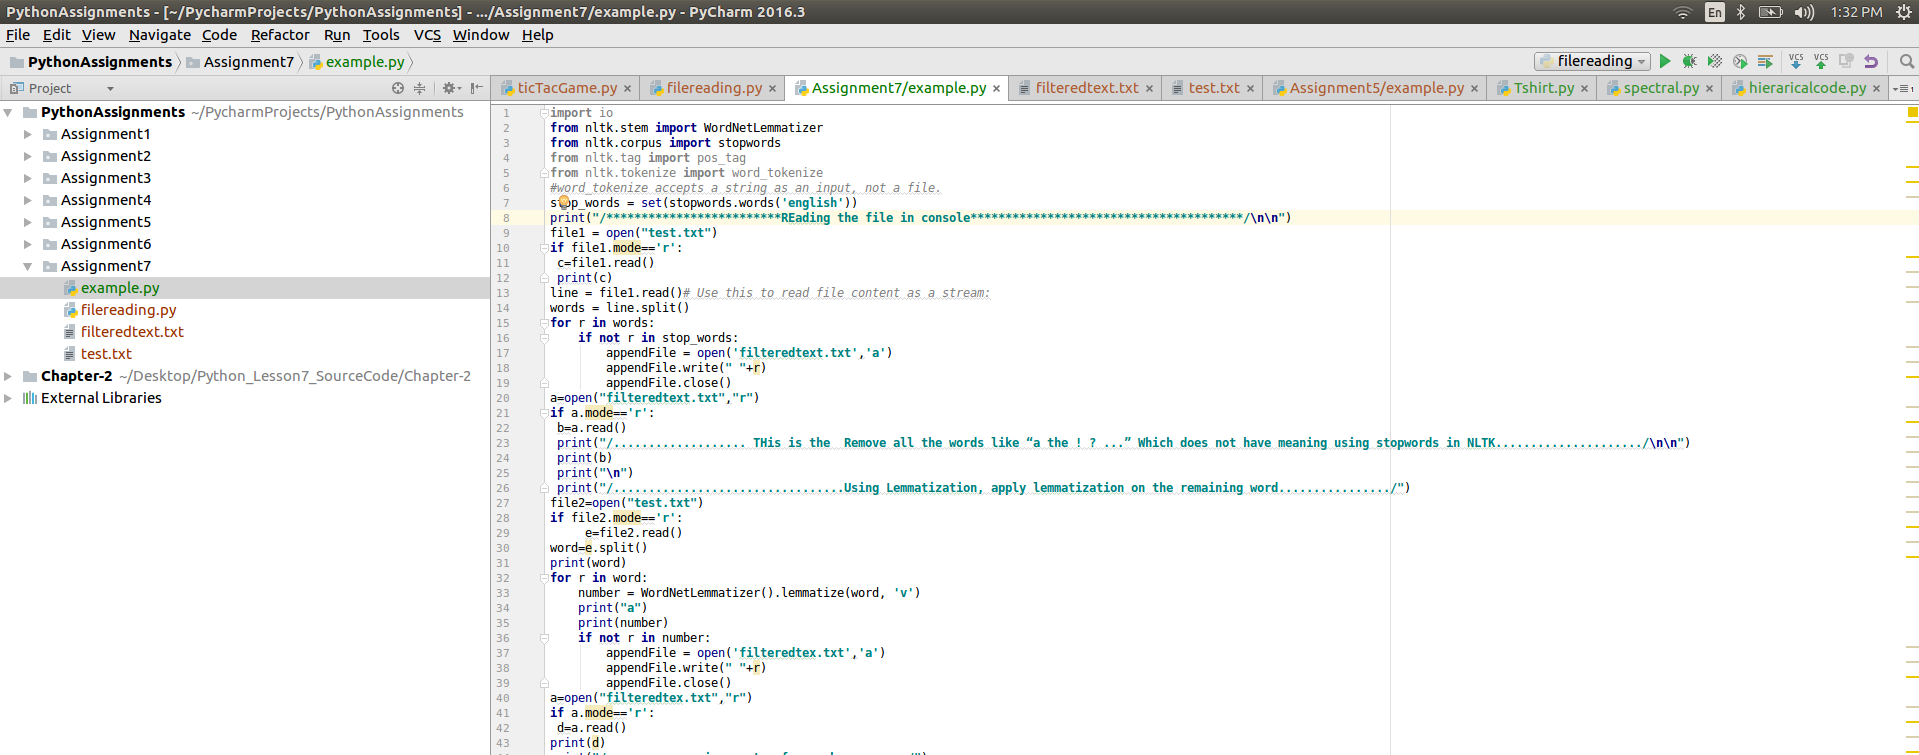 PythonAssignments - [~/PycharmProjects/PythonAssignments] - .../Assignment7/example.py - PyCharm 2016.3 En 1:32 PM
File Edit View Navigate Code Refactor Run Tools VCS Window Help
PythonAssignments Assignment7 example.py filereading VCS VCS
Project ticTacGame.py × filereading.py × Assignment7/example.py × filteredtext.txt × test.txt × Assignment5/example.py × Tshirt.py × spectral.py × hieraricalcode.py ×
PythonAssignments ~/PycharmProjects/PythonAssignments
Assignment1
Assignment2
Assignment3
Assignment4
Assignment5
Assignment6
Assignment7
example.py
filereading.py
filteredtext.txt
test.txt
Chapter-2 ~/Desktop/Python_Lesson7_SourceCode/Chapter-2
External Libraries
1 import io
2 from nltk.stem import WordNetLemmatizer
3 from nltk.corpus import stopwords
4 from nltk.tag import pos_tag
5 from nltk.tokenize import word_tokenize
6 #word_tokenize accepts a string as an input, not a file.
7 stop_words = set(stopwords.words('english'))
8 print("/*************************REading the file in console***************************************/\n\n")
9 file1 = open("test.txt")
10 if file1.mode=='r':
11 c=file1.read()
12 print(c)
13 line = file1.read()# Use this to read file content as a stream:
14 words = line.split()
15 for r in words:
16 if not r in stop_words:
17 appendFile = open('filteredtext.txt','a')
18 appendFile.write(" "+r)
19 appendFile.close()
20 a=open("filteredtext.txt","r")
21 if a.mode=='r':
22 b=a.read()
23 print("/................... THis is the  Remove all the words like “a the ! ? ...” Which does not have meaning using stopwords in NLTK...................../\n\n")
24 print(b)
25 print("\n")
26 print("/.................................Using Lemmatization, apply lemmatization on the remaining word................/")
27 file2=open("test.txt")
28 if file2.mode=='r':
29 e=file2.read()
30 word=e.split()
31 print(word)
32 for r in word:
33 number = WordNetLemmatizer().lemmatize(word, 'v')
34 print("a")
35 print(number)
36 if not r in number:
37 appendFile = open('filteredtex.txt','a')
38 appendFile.write(" "+r)
39 appendFile.close()
40 a=open("filteredtex.txt","r")
41 if a.mode=='r':
42 d=a.read()
43 print(d)